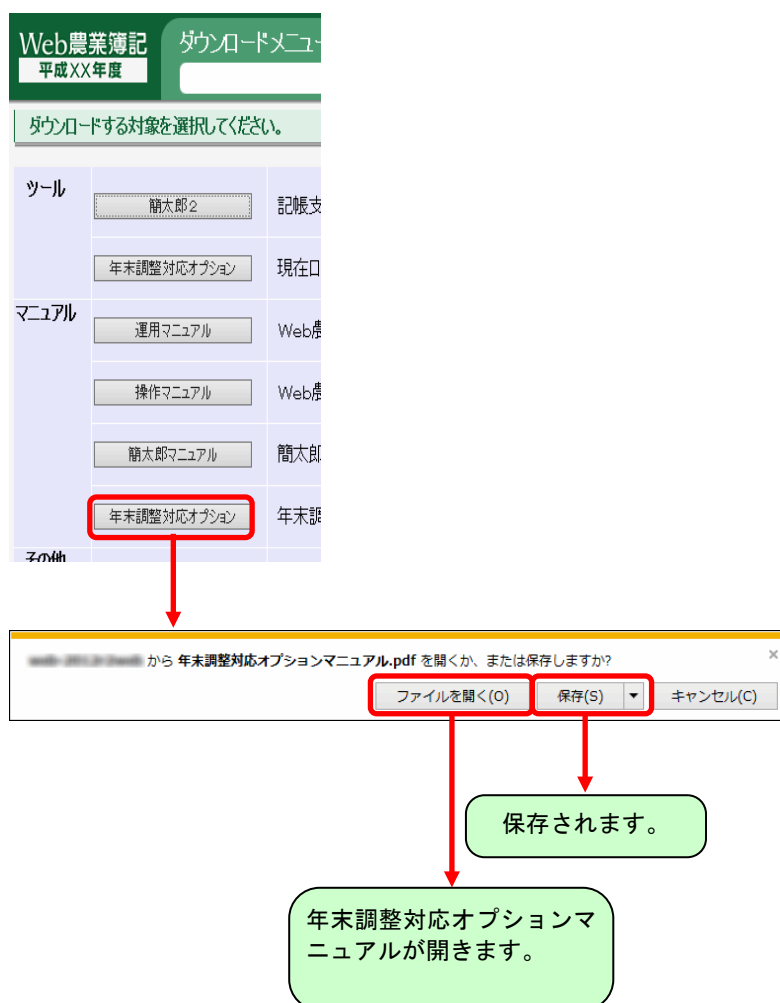 Web農業簿記
平成XX年度
ダウンロードメニュー
ダウンロードする対象を選択してください。
ツール
簡太郎2
記帳支
年末調整対応オプション
現在ロ
マニュアル
運用マニュアル
Web農
操作マニュアル
Web農
簡太郎マニュアル
簡太郎
年末調整対応オプション
年末調
その他
から 年末調整対応オプションマニュアル.pdf を開くか、または保存しますか?
×
ファイルを開く(O)
保存(S)
キャンセル(C)
保存されます。
年末調整対応オプションマ
ニュアルが開きます。